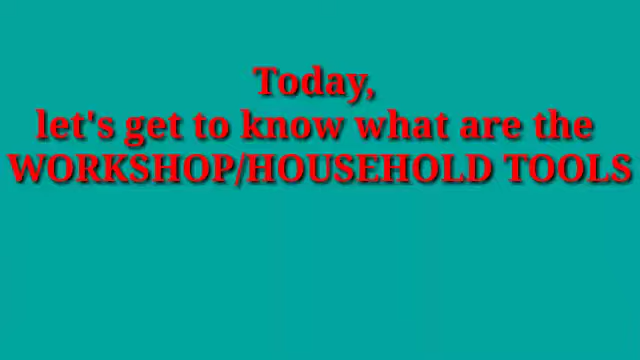 Today,
let's get to know what are the
WORKSHOP/HOUSEHOLD TOOLS